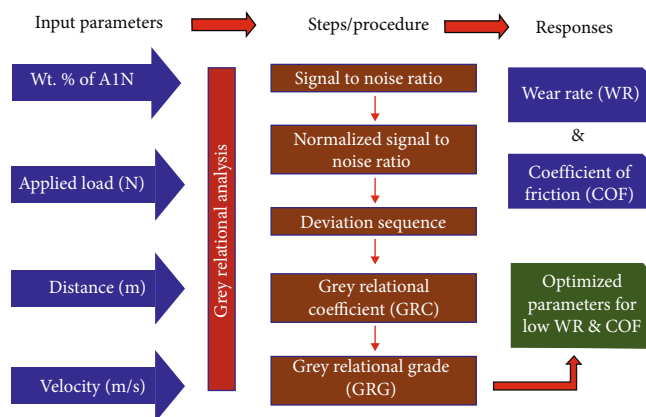 Input parameters
Steps/procedure
Responses
Wt. % of A1N
Applied load (N)
Distance (m)
Velocity (m/s)
Grey relational analysis
Signal to noise ratio
Normalized signal to
noise ratio
Deviation sequence
Grey relational
coefficient (GRC)
Grey relational grade
(GRG)
Wear rate (WR)
&
Coefficient of
friction (COF)
Optimized
parameters for
low WR & COF